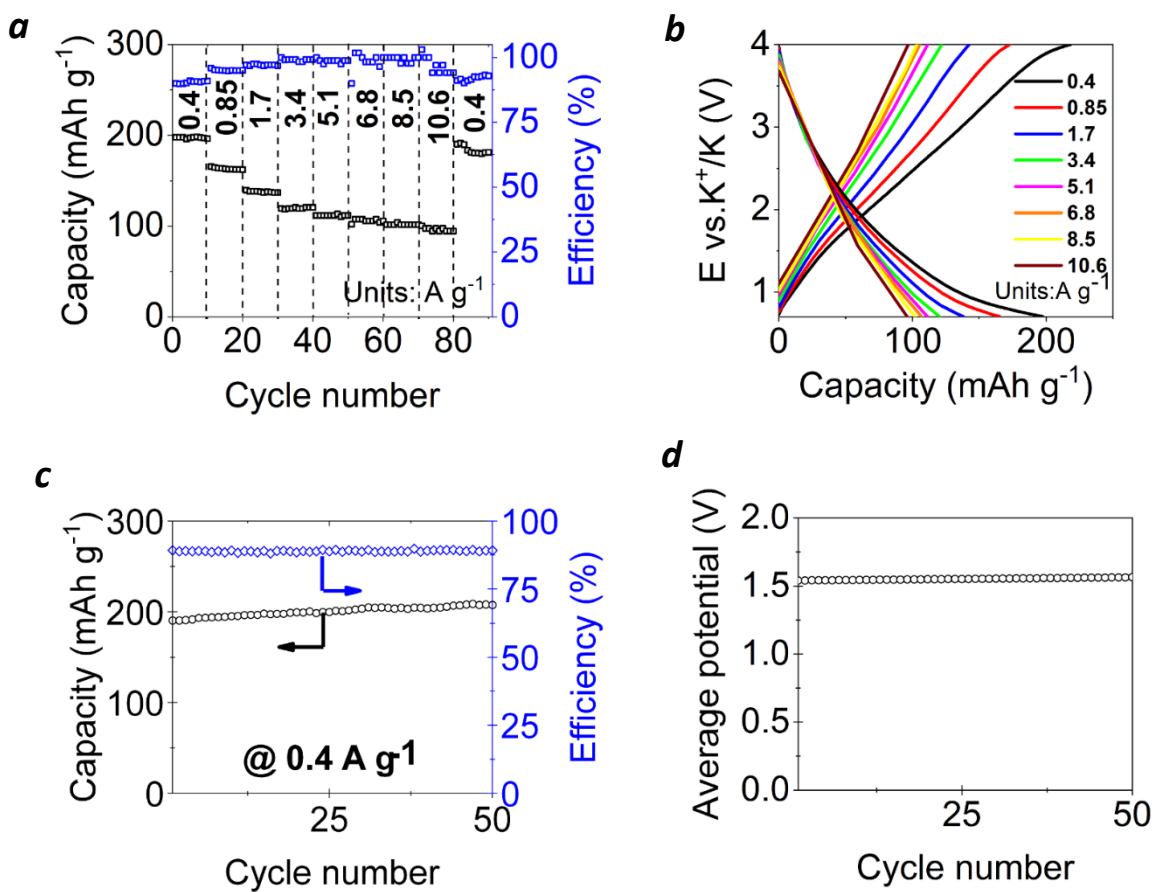 a
Capacity (mAh g⁻¹)
300
200
100
0
0.4
0.85
1.7
3.4
5.1
6.8
8.5
10.6
0.4
Units: A g⁻¹
100
75
50
25
0
Efficiency (%)
0 20 40 60 80
Cycle number
b
E vs.K⁺/K (V)
4
3
2
1
0.4
0.85
1.7
3.4
5.1
6.8
8.5
10.6
Units:A g⁻¹
0 100 200
Capacity (mAh g⁻¹)
c
Capacity (mAh g⁻¹)
300
200
100
0
@ 0.4 A g⁻¹
100
75
50
25
0
Efficiency (%)
25 50
Cycle number
d
Average potential (V)
2.0
1.5
1.0
0.5
0.0
25 50
Cycle number